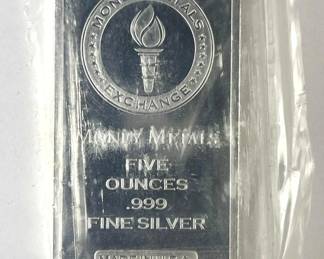 MONEY METALS
EXCHANGE
MONEY METALS
FIVE
OUNCES
.999
FINE SILVER